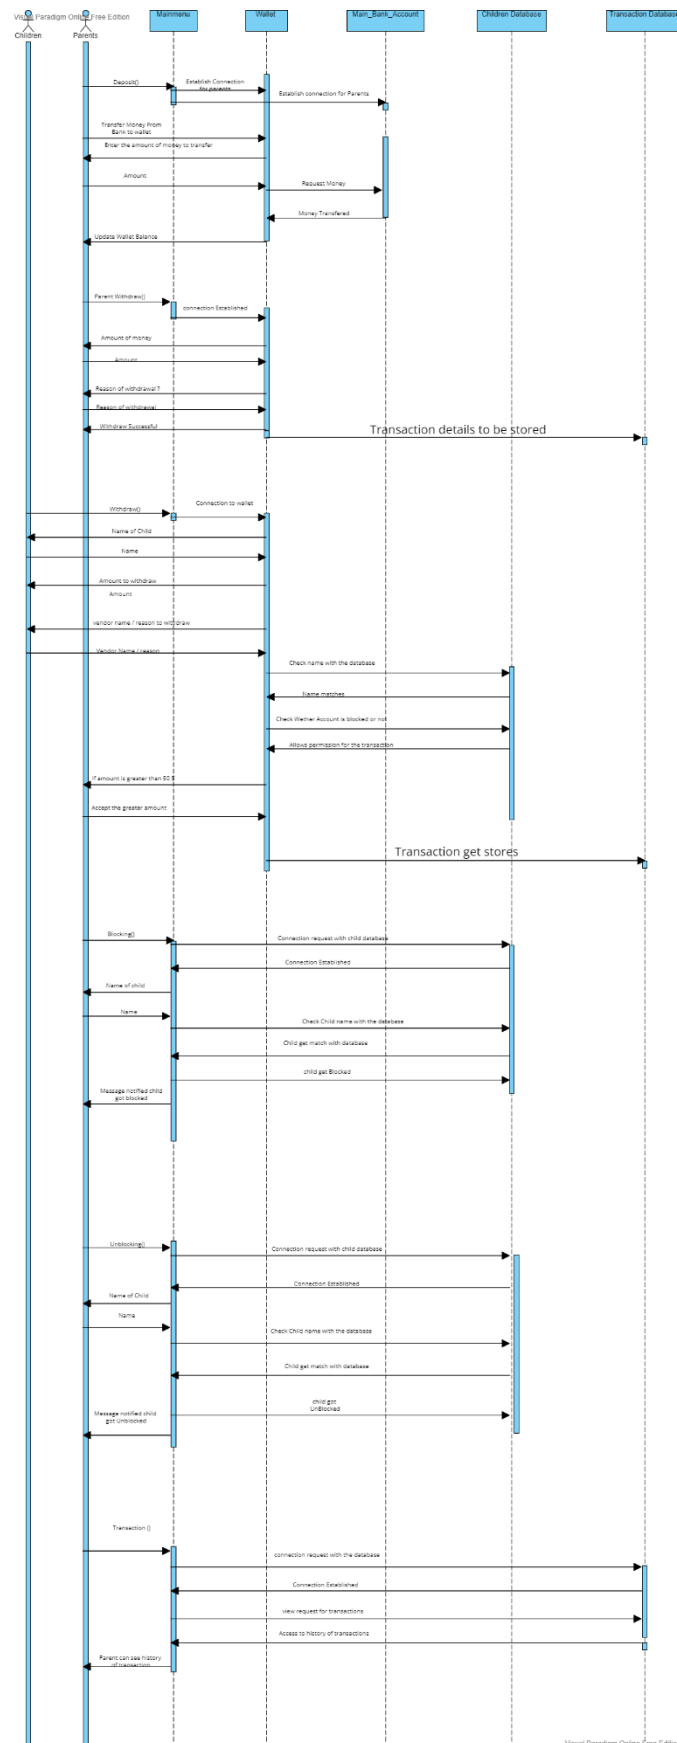 Visual Paradigm Online Free Edition
Children
Parents
Mainmenu
Wallet
Main_Bank_Account
Children Database
Transaction Database
Deposit()
Establish Connection
for parents
Establish connection for Parents
Transfer Money From
Bank to wallet
Enter the amount of money to transfer
Amount
Request Money
Money Transfered
Update Wallet Balance
Parent Withdraw()
connection Established
Amount of money
Amount
Reason of withdrawal ?
Reason of withdrawal
Withdraw Successful
Transaction details to be stored
Withdraw()
Connection to wallet
Name of Child
Name
Amount to withdraw
Amount
vendor name / reason to withdraw
Vendor Name / reason
Check name with the database
Name matches
Check Wether Account is blocked or not
Allows permission for the transaction
If amount is greater than 50 $
Accept the greater amount
Transaction get stores
Blocking()
Connection request with child database
Connection Established
Name of child
Name
Check Child name with the database
Child get match with database
child get Blocked
Message notified child
got blocked
Unblocking()
Connection request with child database
Connection Established
Name of Child
Name
Check Child name with the database
Child get match with database
child got
UnBlocked
Message notified child
got Unblocked
Transaction ()
connection request with the database
Connection Established
view request for transactions
Access to history of transactions
Parent can see history
of transaction
Visual Paradigm Online Free Edition